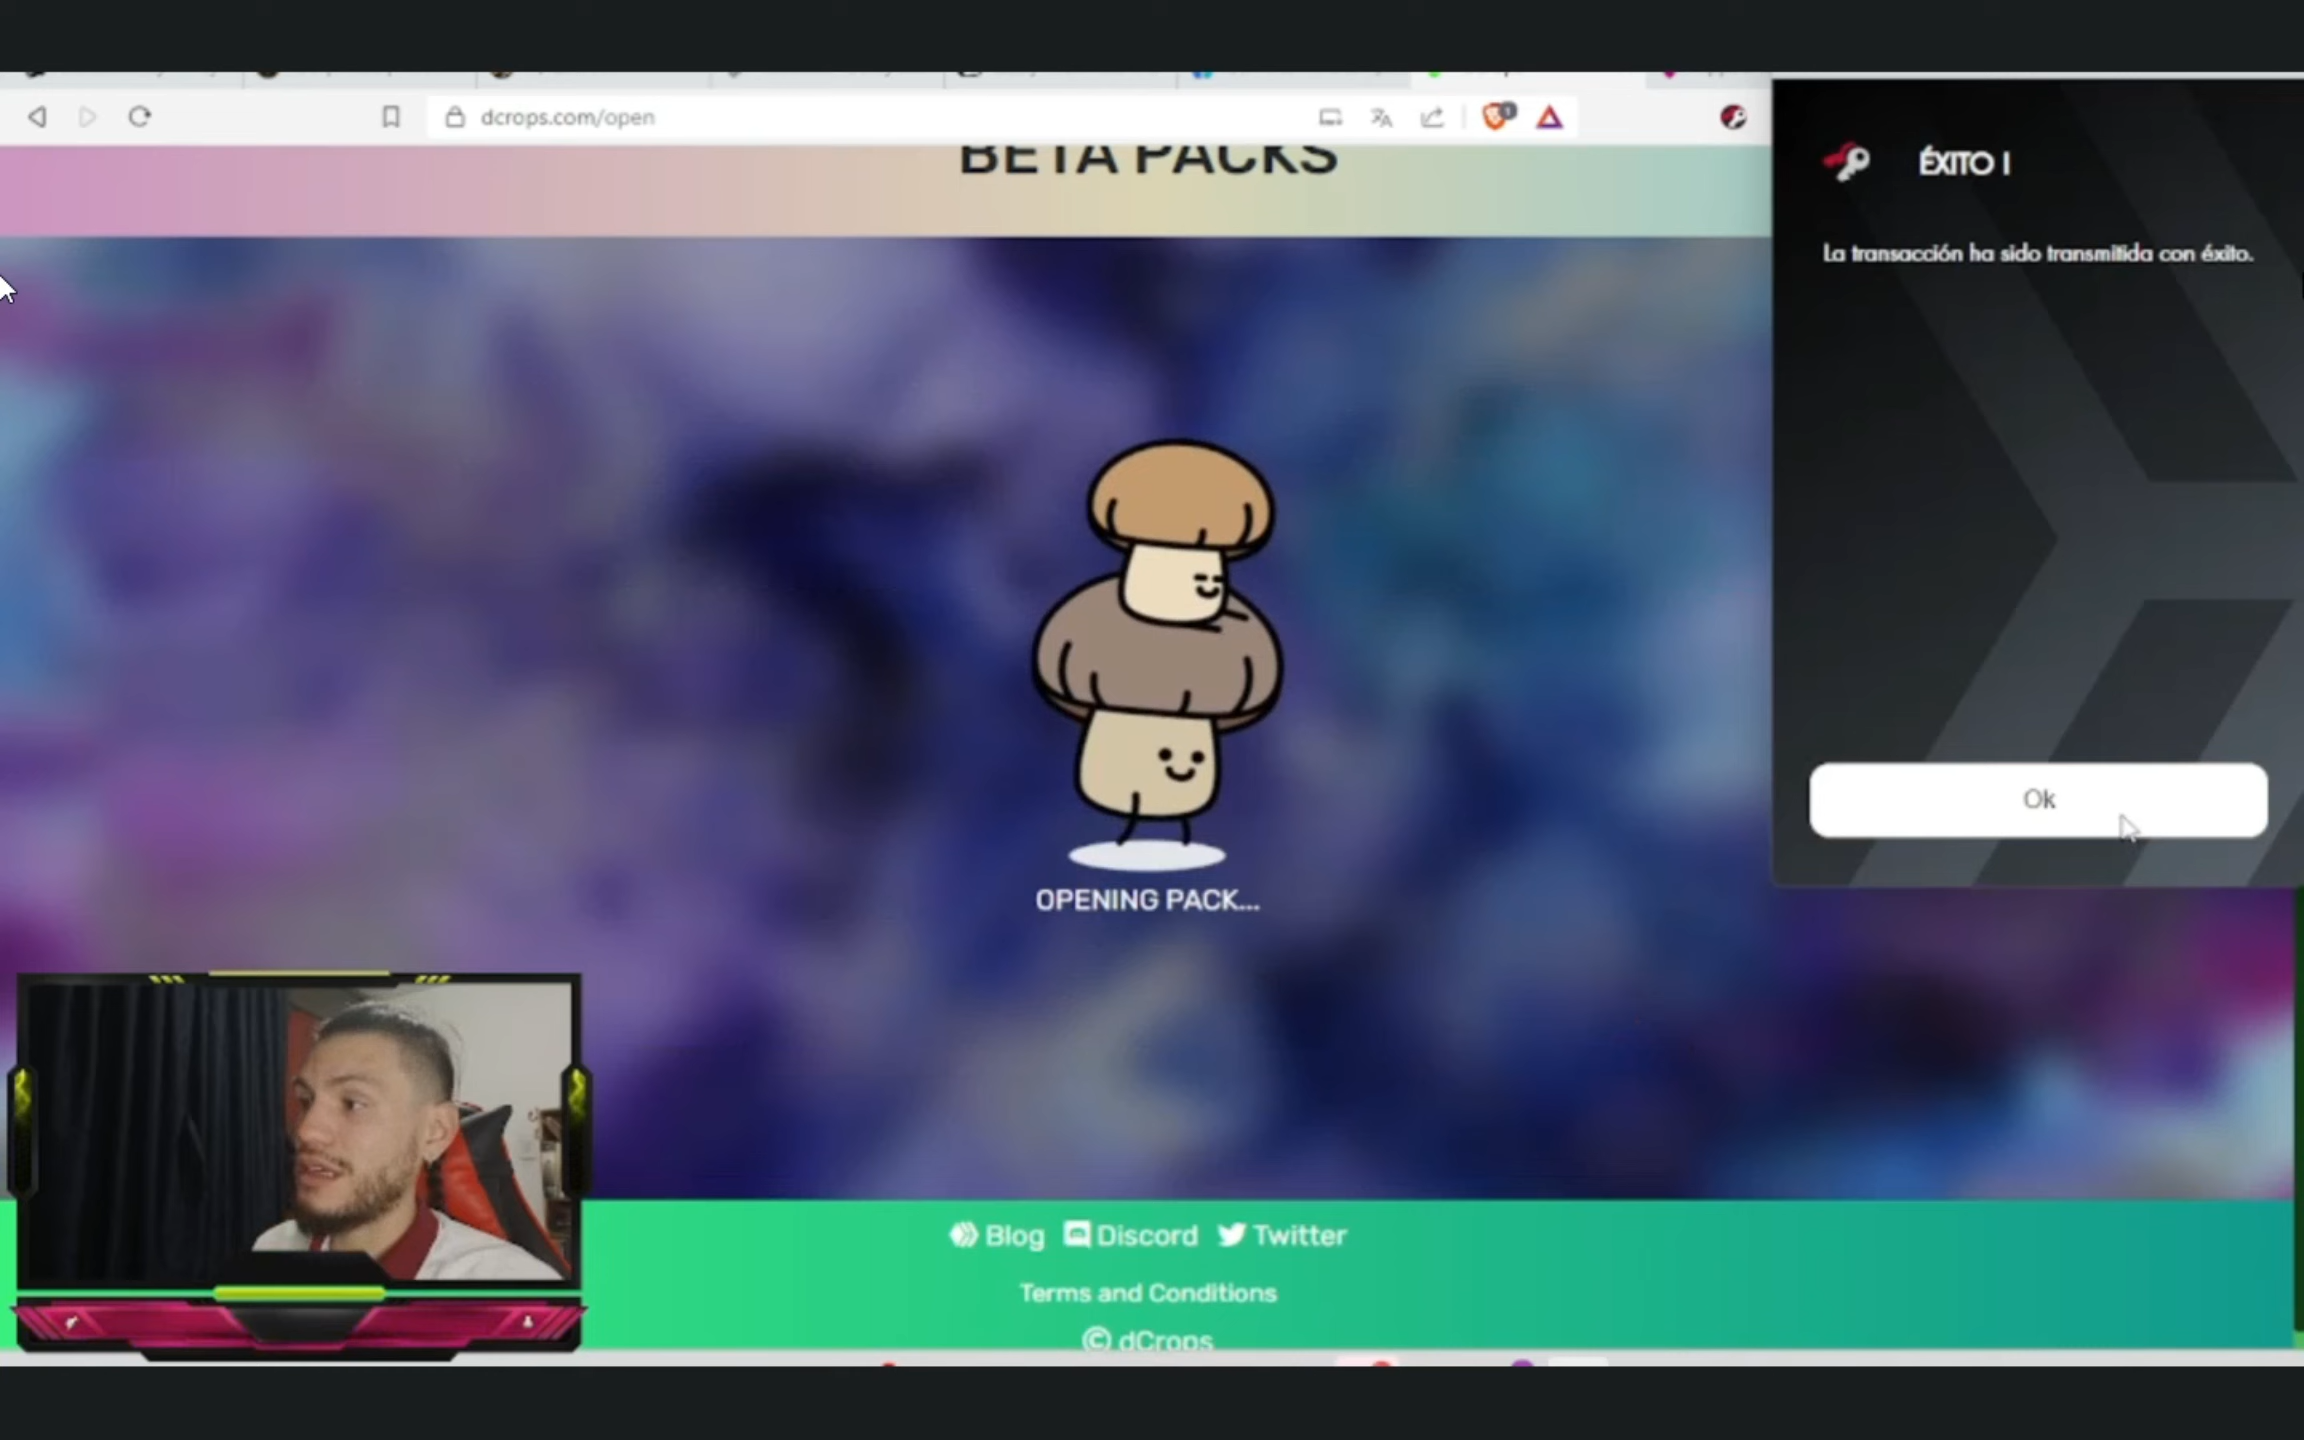 dcrops.com/open
BETA PACKS
ÉXITO !
La transacción ha sido transmitida con éxito.
Ok
OPENING PACK...
Blog Discord Twitter
Terms and Conditions
© dCrops